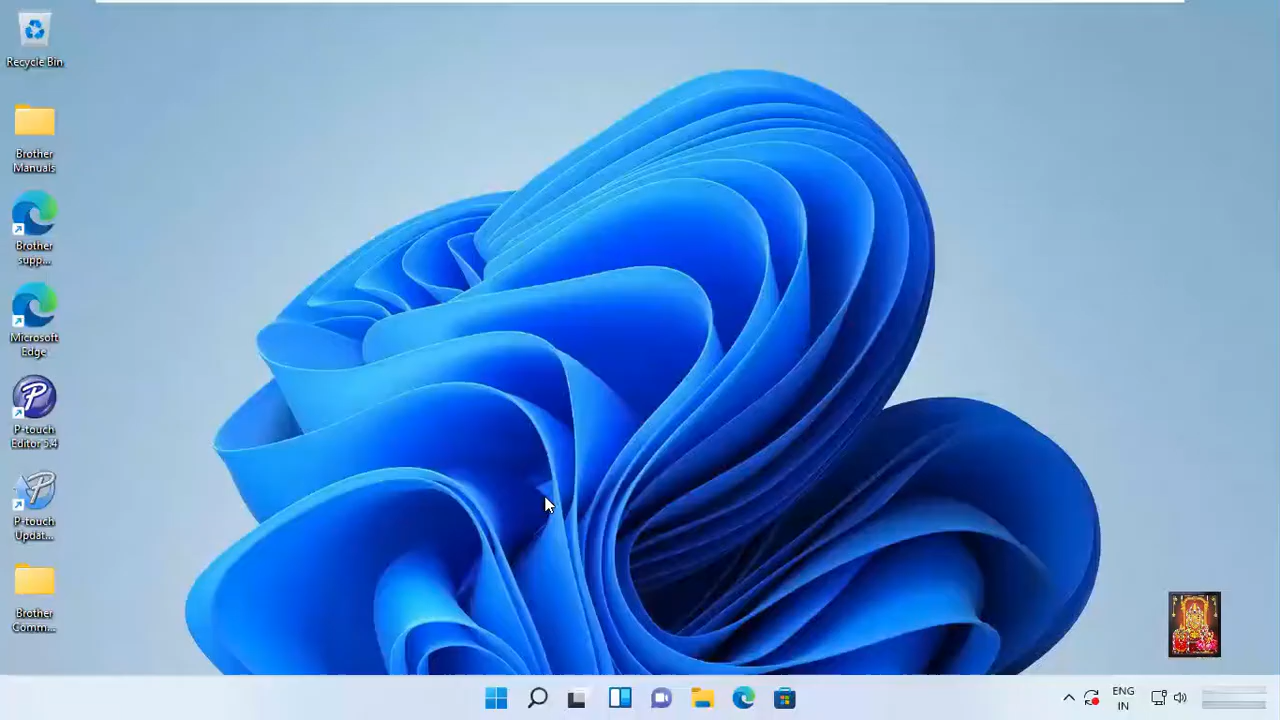 Recycle Bin
Brother
Manuals
Brother
supp...
Microsoft
Edge
P-touch
Editor 5.4
P-touch
Updat...
Brother
Comm...
ENG
IN